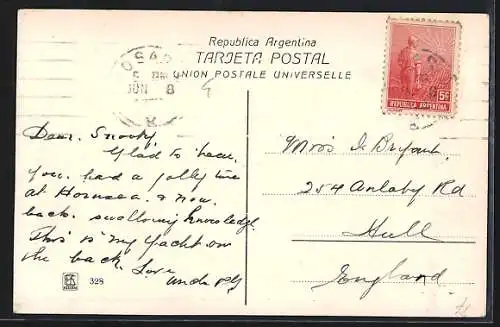 Republica Argentina
TARJETA POSTAL
UNION POSTALE UNIVERSELLE
JUN 8
5c
REPUBLICA ARGENTINA
Dear Snooky
Glad to hear
you had a jolly time
at Hornsea & now
back swallowing knowledge
This is my Yacht on
the back. Love
328
Miss I. Bryant.
254 Anlaby Rd
Hull
England